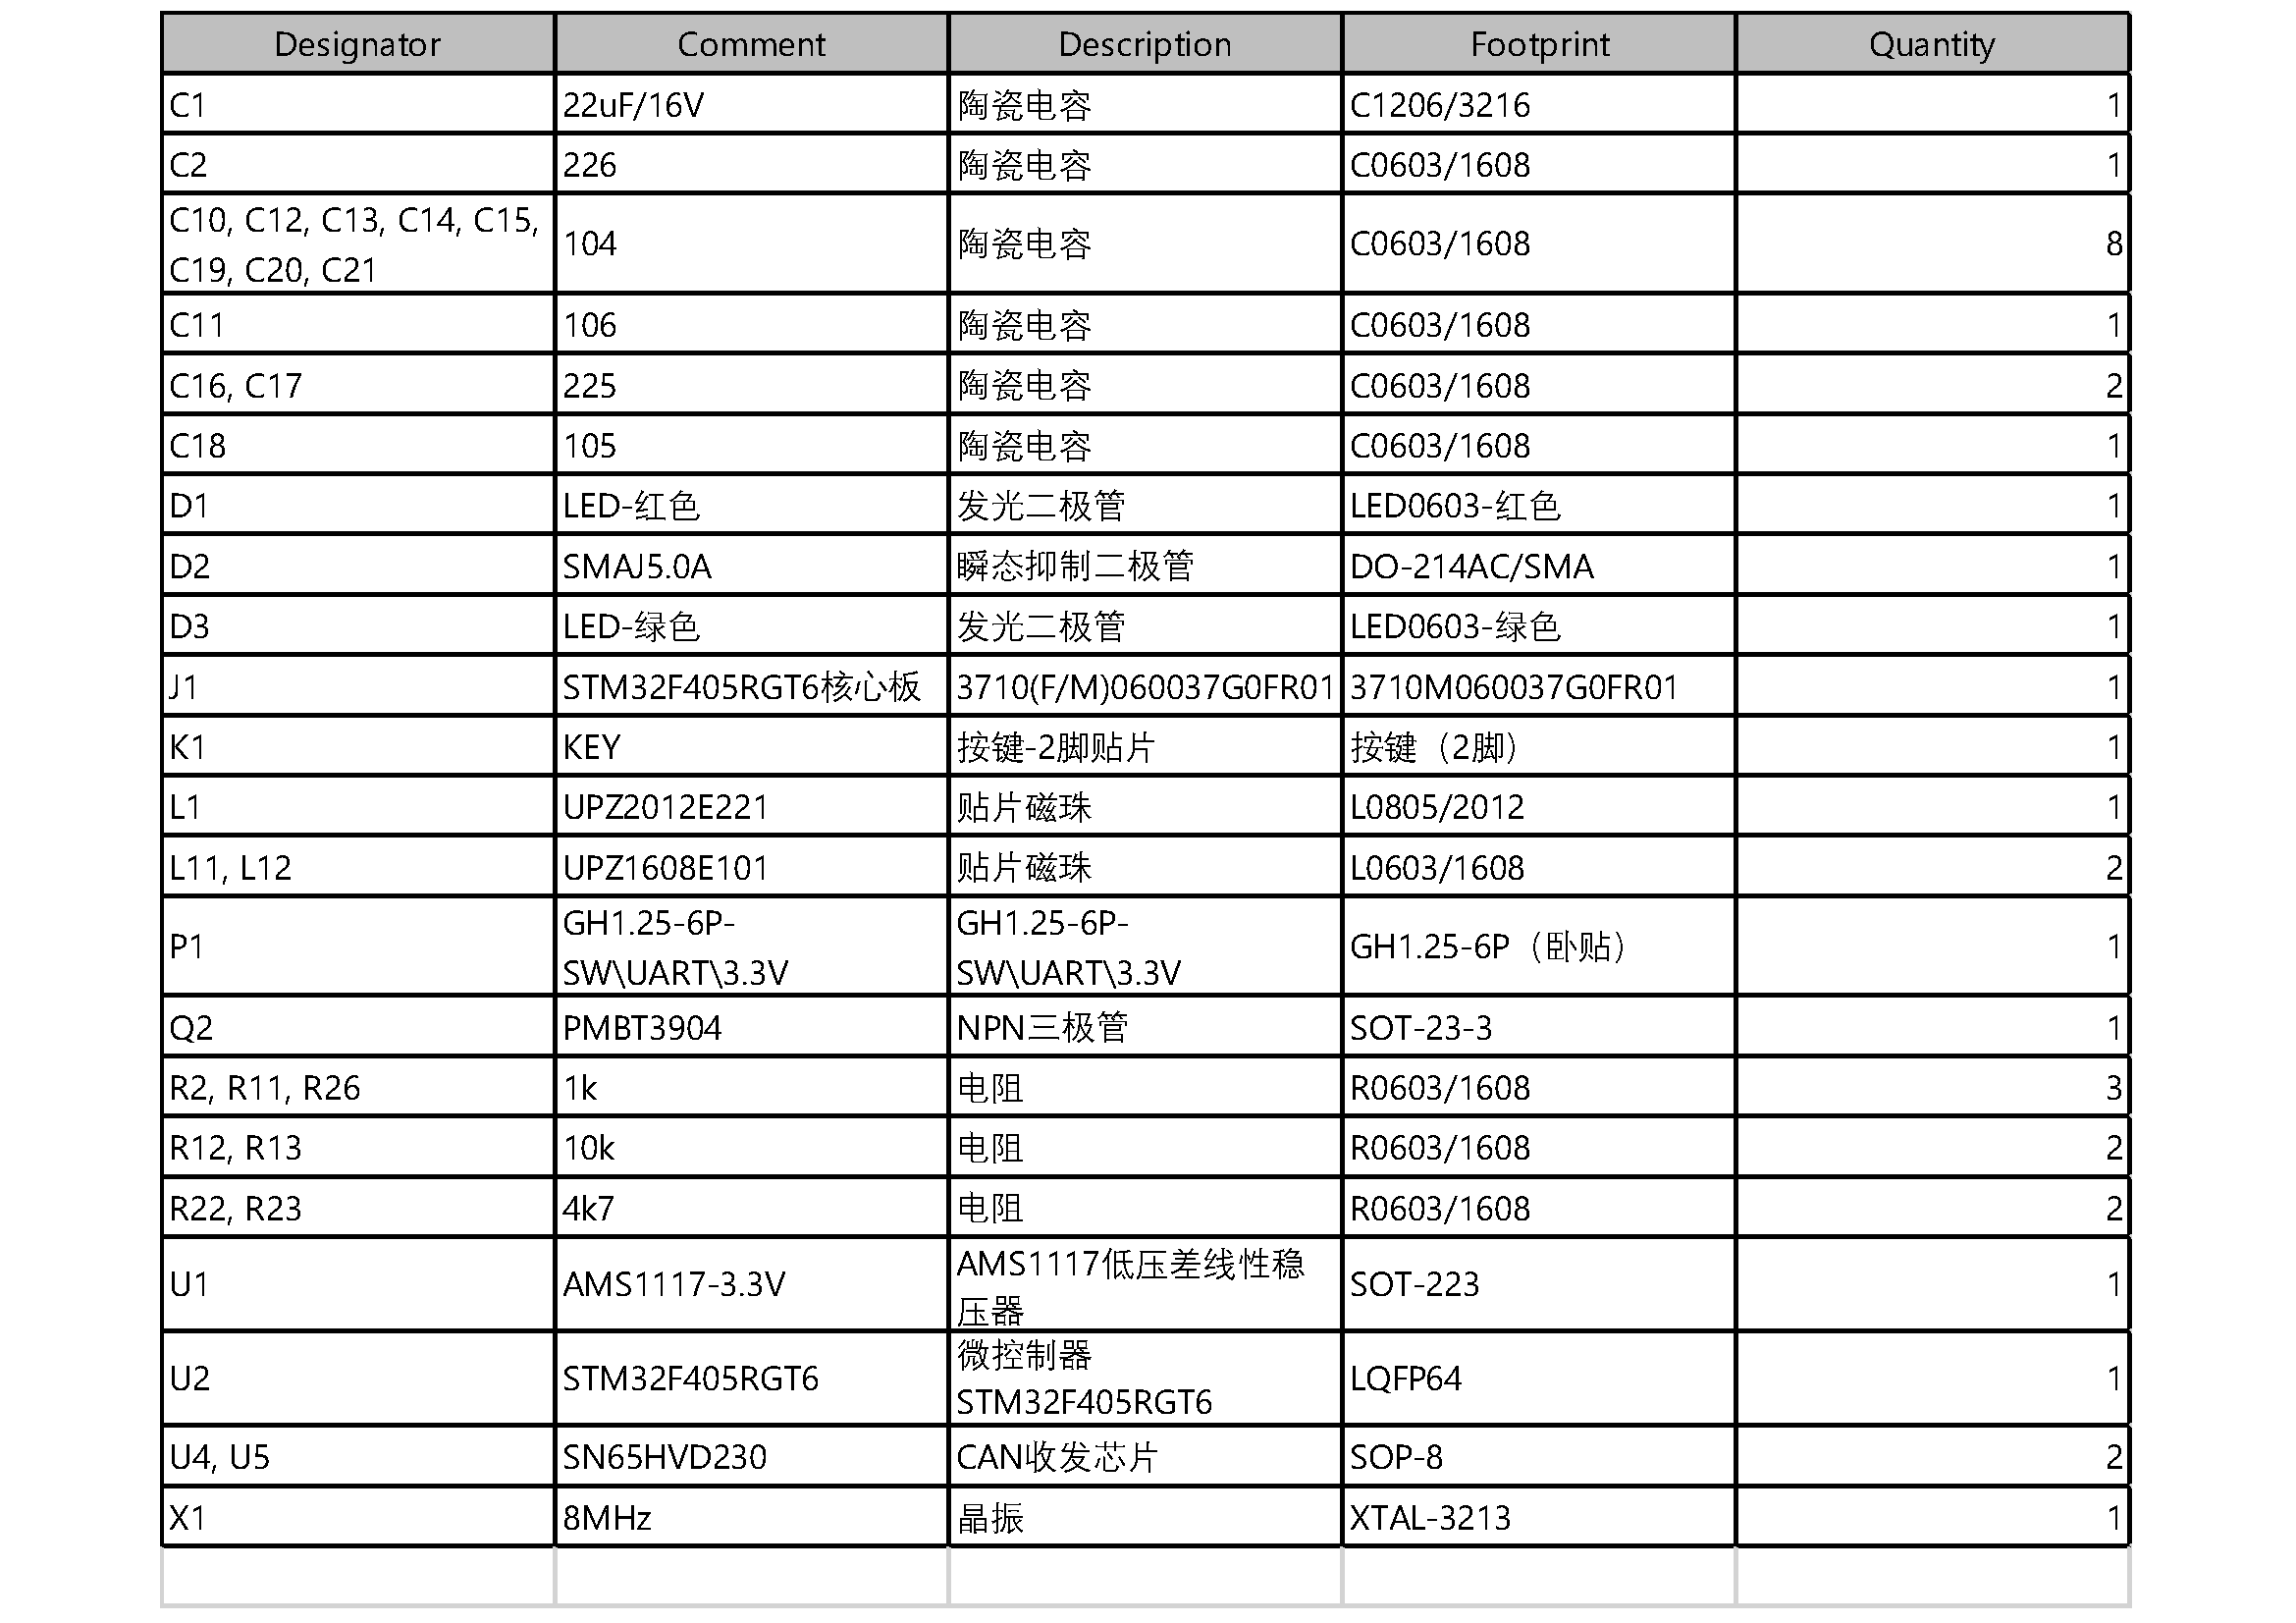 Designator Comment Description Footprint Quantity
C1 22uF/16V 陶瓷电容 C1206/3216 1
C2 226 陶瓷电容 C0603/1608 1
C10, C12, C13, C14, C15,
C19, C20, C21 104 陶瓷电容 C0603/1608 8
C11 106 陶瓷电容 C0603/1608 1
C16, C17 225 陶瓷电容 C0603/1608 2
C18 105 陶瓷电容 C0603/1608 1
D1 LED-红色 发光二极管 LED0603-红色 1
D2 SMAJ5.0A 瞬态抑制二极管 DO-214AC/SMA 1
D3 LED-绿色 发光二极管 LED0603-绿色 1
J1 STM32F405RGT6核心板 3710(F/M)060037G0FR01 3710M060037G0FR01 1
K1 KEY 按键-2脚贴片 按键（2脚） 1
L1 UPZ2012E221 贴片磁珠 L0805/2012 1
L11, L12 UPZ1608E101 贴片磁珠 L0603/1608 2
P1 GH1.25-6P-
SW\UART\3.3V GH1.25-6P-
SW\UART\3.3V GH1.25-6P（卧贴） 1
Q2 PMBT3904 NPN三极管 SOT-23-3 1
R2, R11, R26 1k 电阻 R0603/1608 3
R12, R13 10k 电阻 R0603/1608 2
R22, R23 4k7 电阻 R0603/1608 2
U1 AMS1117-3.3V AMS1117低压差线性稳
压器 SOT-223 1
U2 STM32F405RGT6 微控制器
STM32F405RGT6 LQFP64 1
U4, U5 SN65HVD230 CAN收发芯片 SOP-8 2
X1 8MHz 晶振 XTAL-3213 1